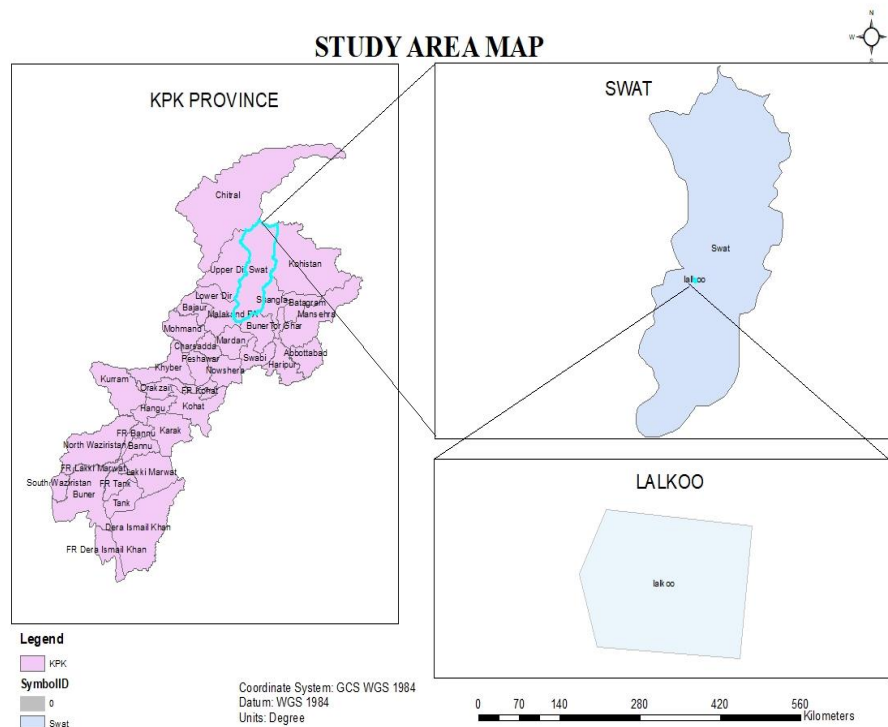 N
W
STUDY AREA MAP
KPK PROVINCE
Chitral
Upper Dir
Swat
Kohistan
Lower Dir
Shangla
Bajaur
Malakand
Batagram
Mansehra
Mohmand
Buner
Tor Ghar
Mardan
Charsadda
Swabi
Abbottabad
Peshawar
Haripur
Khyber
Nowshera
Kurram
Orakzai
FR Kohat
Hangu
Kohat
Karak
FR Bannu
North Waziristan
Bannu
FR Lakki Marwat
Lakki Marwat
South Waziristan
FR Tank
Buner
Tank
Dera Ismail Khan
FR Dera Ismail Khan
SWAT
Swat
lalkoo
LALKOO
lalkoo
Legend
KPK
SymbolID
0
Swat
Coordinate System: GCS WGS 1984
Datum: WGS 1984
Units: Degree
0 70 140 280 420 560
Kilometers